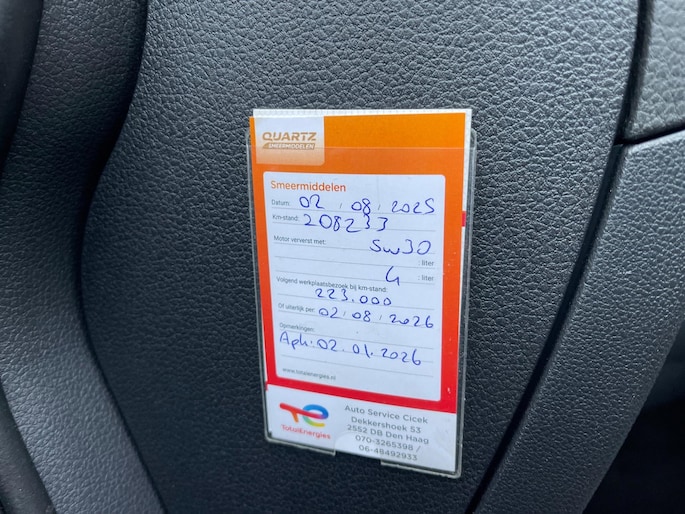 QUARTZ
SMEERMIDDELEN
Smeermiddelen
Datum: 02 / 08 / 2025
Km-stand: 208233
Motor ververst met: 5w30
: liter
4 : liter
Volgend werkplaatsbezoek bij km-stand:
223.000
Of uiterlijk per: 02/08/2026
Opmerkingen:
Apk: 02.01.2026
www.totalenergies.nl
TotalEnergies
Auto Service Cicek
Dekkershoek 53
2552 DB Den Haag
070-3265398 /
06-48492933